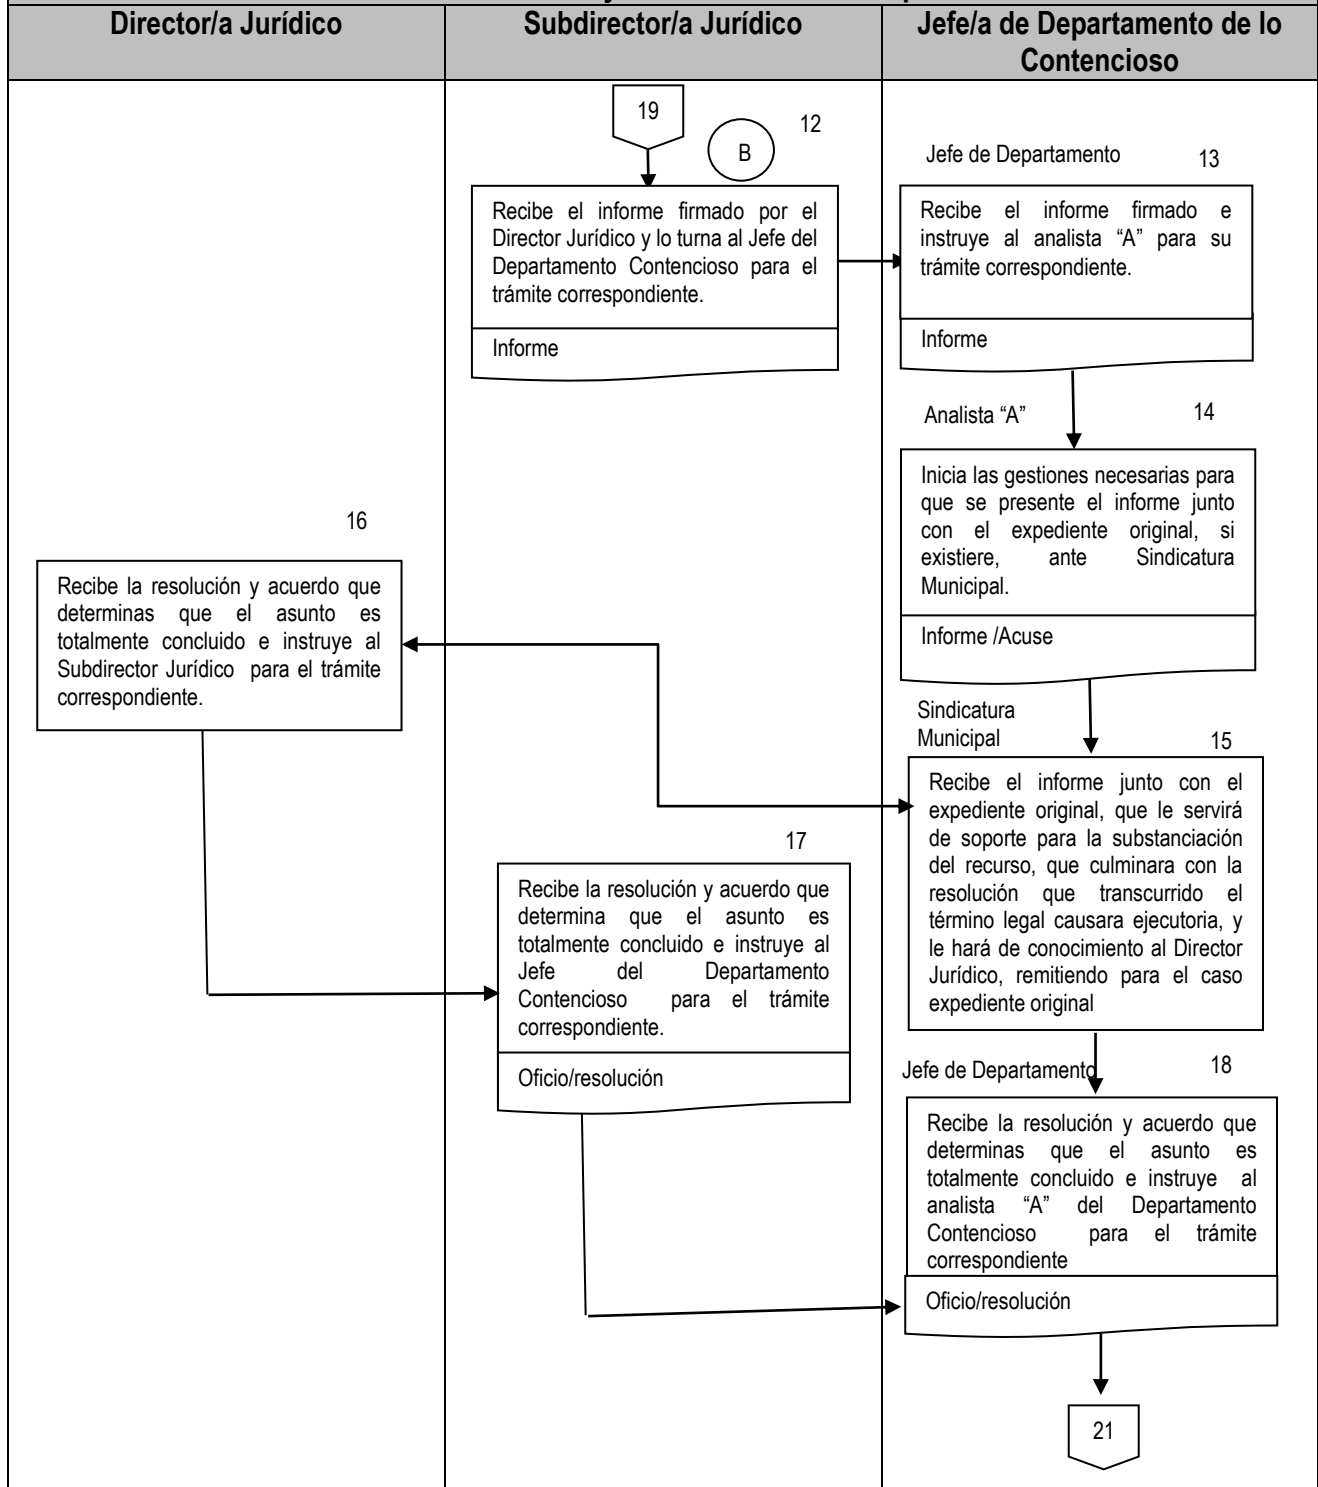 Director/a Jurídico
Subdirector/a Jurídico
Jefe/a de Departamento de lo
Contencioso
19
B
12
Recibe el informe firmado por el
Director Jurídico y lo turna al Jefe del
Departamento Contencioso para el
trámite correspondiente.
Informe
Jefe de Departamento
13
Recibe el informe firmado e
instruye al analista “A” para su
trámite correspondiente.
Informe
Analista “A”
14
Inicia las gestiones necesarias para
que se presente el informe junto
con el expediente original, si
existiere, ante Sindicatura
Municipal.
Informe /Acuse
Sindicatura
Municipal
15
Recibe el informe junto con el
expediente original, que le servirá
de soporte para la substanciación
del recurso, que culminara con la
resolución que transcurrido el
término legal causara ejecutoria, y
le hará de conocimiento al Director
Jurídico, remitiendo para el caso
expediente original
16
Recibe la resolución y acuerdo que
determinas que el asunto es
totalmente concluido e instruye al
Subdirector Jurídico para el trámite
correspondiente.
17
Recibe la resolución y acuerdo que
determina que el asunto es
totalmente concluido e instruye al
Jefe del Departamento
Contencioso para el trámite
correspondiente.
Oficio/resolución
Jefe de Departamento
18
Recibe la resolución y acuerdo que
determinas que el asunto es
totalmente concluido e instruye al
analista “A” del Departamento
Contencioso para el trámite
correspondiente
Oficio/resolución
21